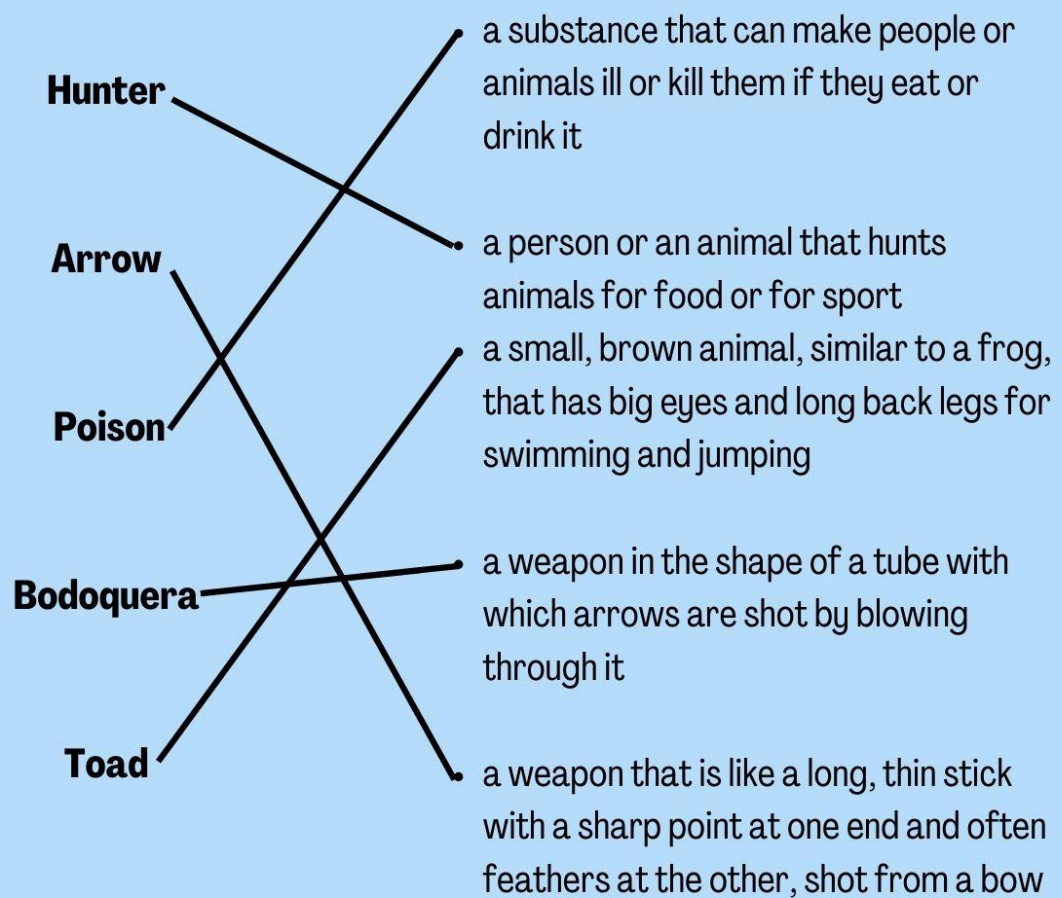 Hunter
Arrow
Poison
Bodoquera
Toad
a substance that can make people or
animals ill or kill them if they eat or
drink it
a person or an animal that hunts
animals for food or for sport
a small, brown animal, similar to a frog,
that has big eyes and long back legs for
swimming and jumping
a weapon in the shape of a tube with
which arrows are shot by blowing
through it
a weapon that is like a long, thin stick
with a sharp point at one end and often
feathers at the other, shot from a bow